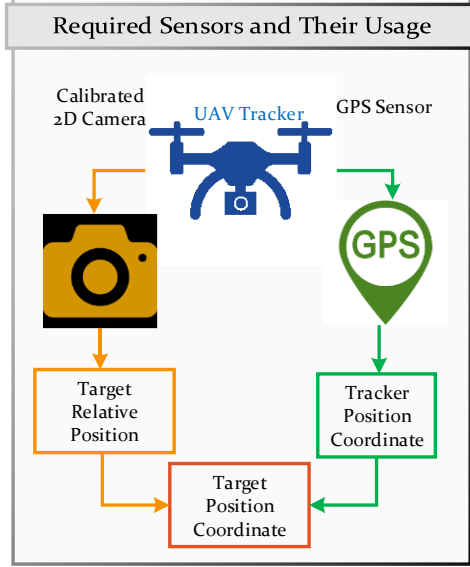 Required Sensors and Their Usage
Calibrated
2D Camera
UAV Tracker
GPS Sensor
GPS
Target
Relative
Position
Tracker
Position
Coordinate
Target
Position
Coordinate